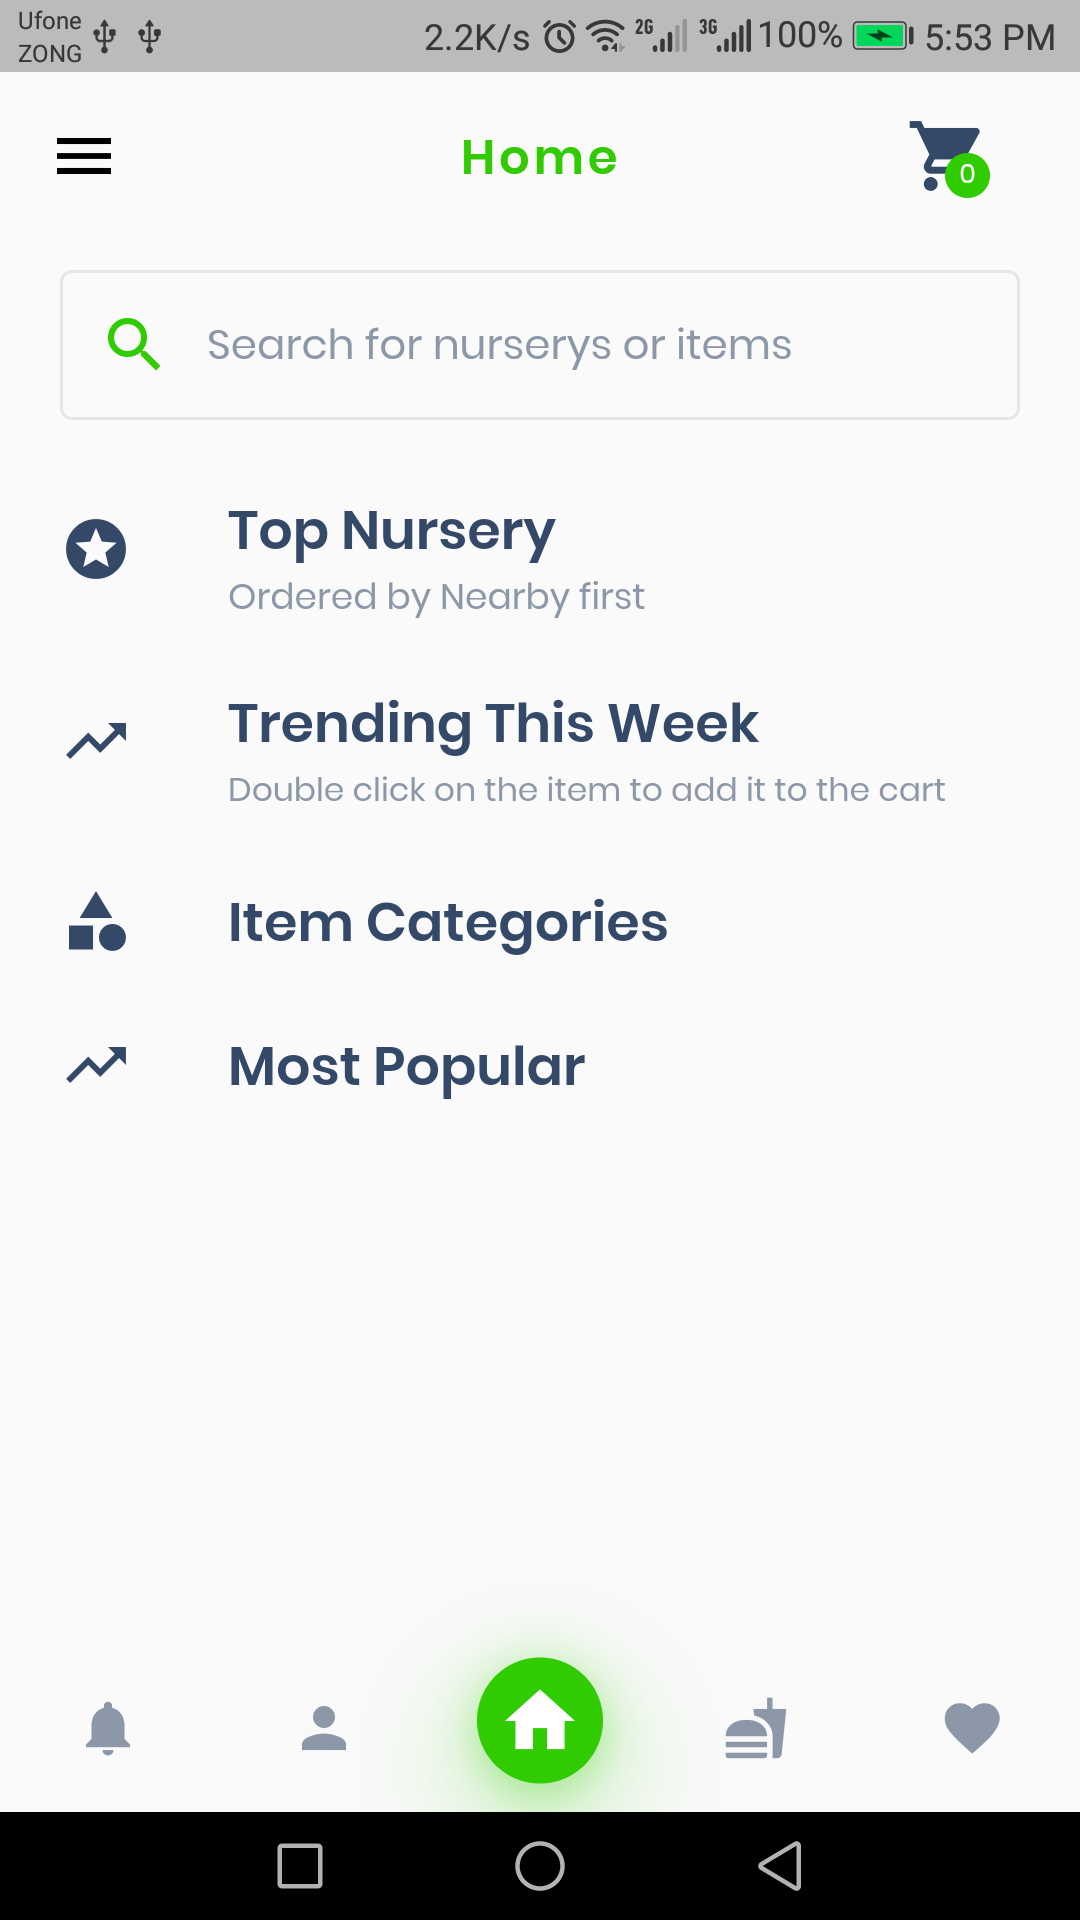 Ufone
ZONG
2.2K/s 2G 3G 100% 5:53 PM
Home
0
Search for nurserys or items
Top Nursery
Ordered by Nearby first
Trending This Week
Double click on the item to add it to the cart
Item Categories
Most Popular